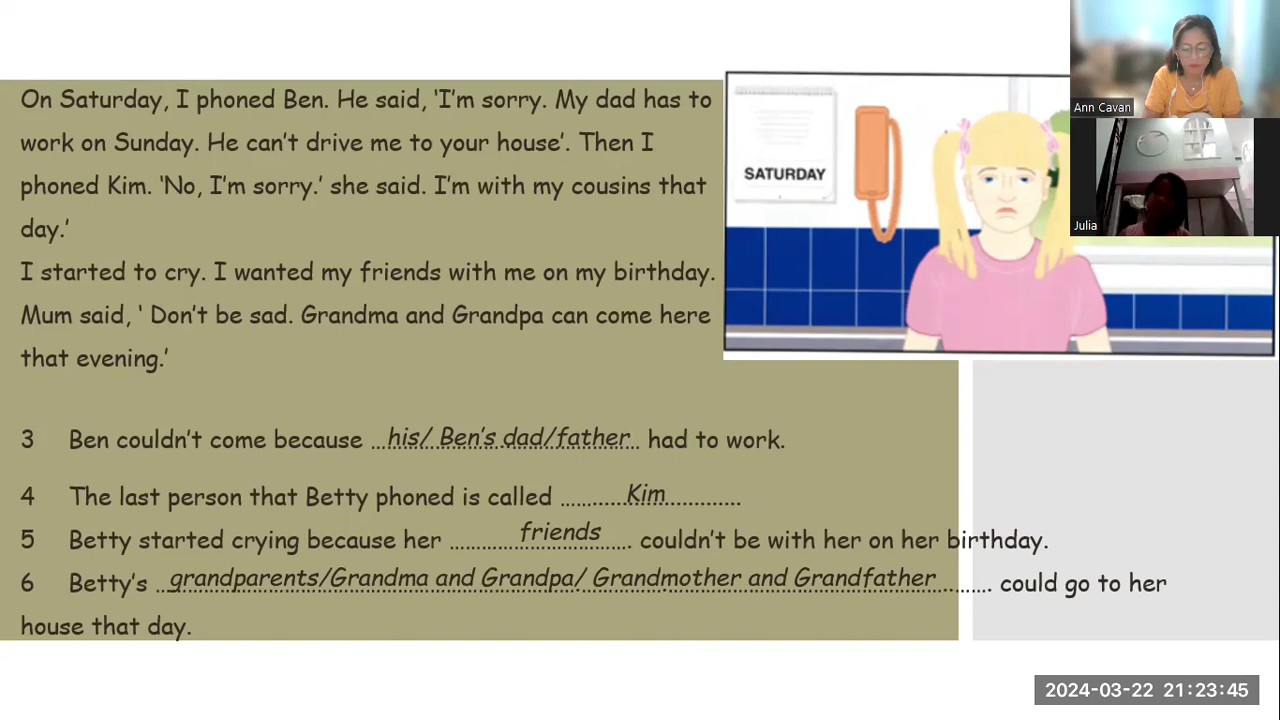 On Saturday, I phoned Ben. He said, ‘I’m sorry. My dad has to
work on Sunday. He can’t drive me to your house’. Then I
phoned Kim. ‘No, I’m sorry.’ she said. I’m with my cousins that
day.’
I started to cry. I wanted my friends with me on my birthday.
Mum said, ‘ Don’t be sad. Grandma and Grandpa can come here
that evening.’
SATURDAY
Ann Cavan
Julia
3 Ben couldn’t come because ...his/ Ben’s dad/father... had to work.
4 The last person that Betty phoned is called ...........Kim............
5 Betty started crying because her ...........friends..... couldn’t be with her on her birthday.
6 Betty’s ...grandparents/Grandma and Grandpa/ Grandmother and Grandfather......... could go to her
house that day.
2024-03-22 21:23:45